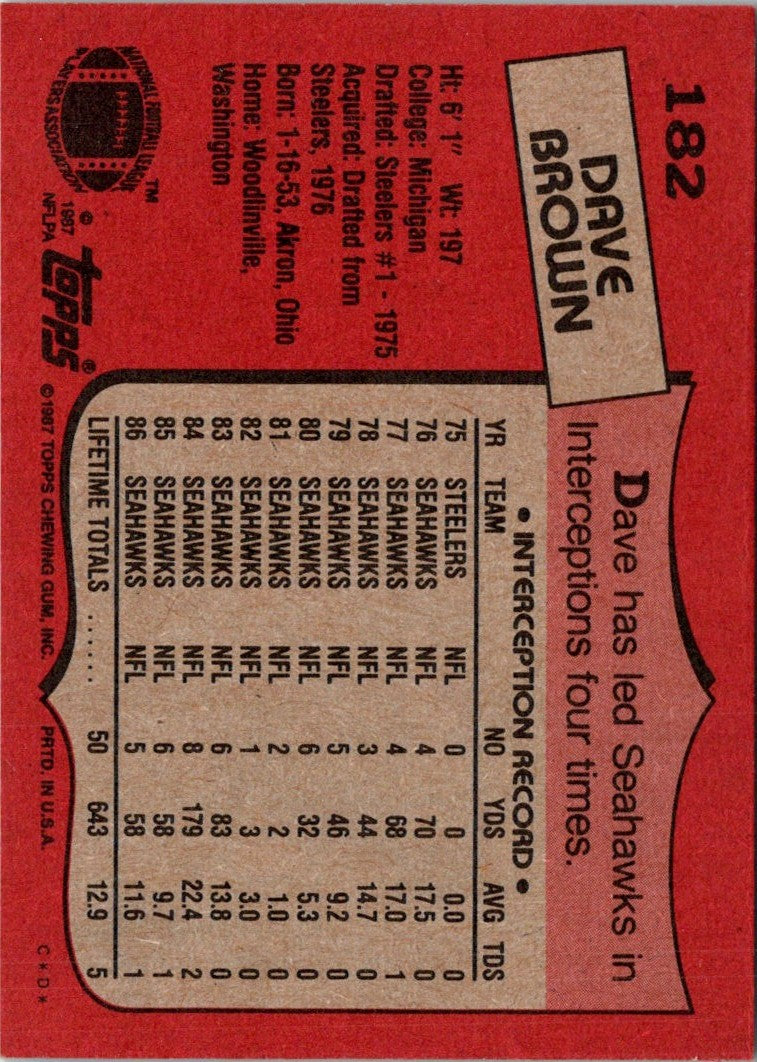 182
DAVE
BROWN
Dave has led Seahawks in
Interceptions four times.
Ht: 6' 1" Wt: 197
College: Michigan
Drafted: Steelers #1 - 1975
Acquired: Drafted from
Steelers, 1976
Born: 1-16-53, Akron, Ohio
Home: Woodlinville,
Washington
• INTERCEPTION RECORD •
YR TEAM NO YDS AVG TDS
75 STEELERS NFL 0 0 0.0 0
76 SEAHAWKS NFL 4 70 17.5 0
77 SEAHAWKS NFL 4 68 17.0 1
78 SEAHAWKS NFL 3 44 14.7 0
79 SEAHAWKS NFL 5 46 9.2 0
80 SEAHAWKS NFL 6 32 5.3 0
81 SEAHAWKS NFL 2 2 1.0 0
82 SEAHAWKS NFL 1 3 3.0 0
83 SEAHAWKS NFL 6 83 13.8 0
84 SEAHAWKS NFL 8 179 22.4 2
85 SEAHAWKS NFL 6 58 9.7 1
86 SEAHAWKS NFL 5 58 11.6 1
LIFETIME TOTALS ...... 50 643 12.9 5
NATIONAL FOOTBALL LEAGUE
PLAYERS ASSOCIATION
TM
© 1987
NFLPA
topps®
© 1987 TOPPS CHEWING GUM, INC. PRTD. IN U.S.A. C * D *